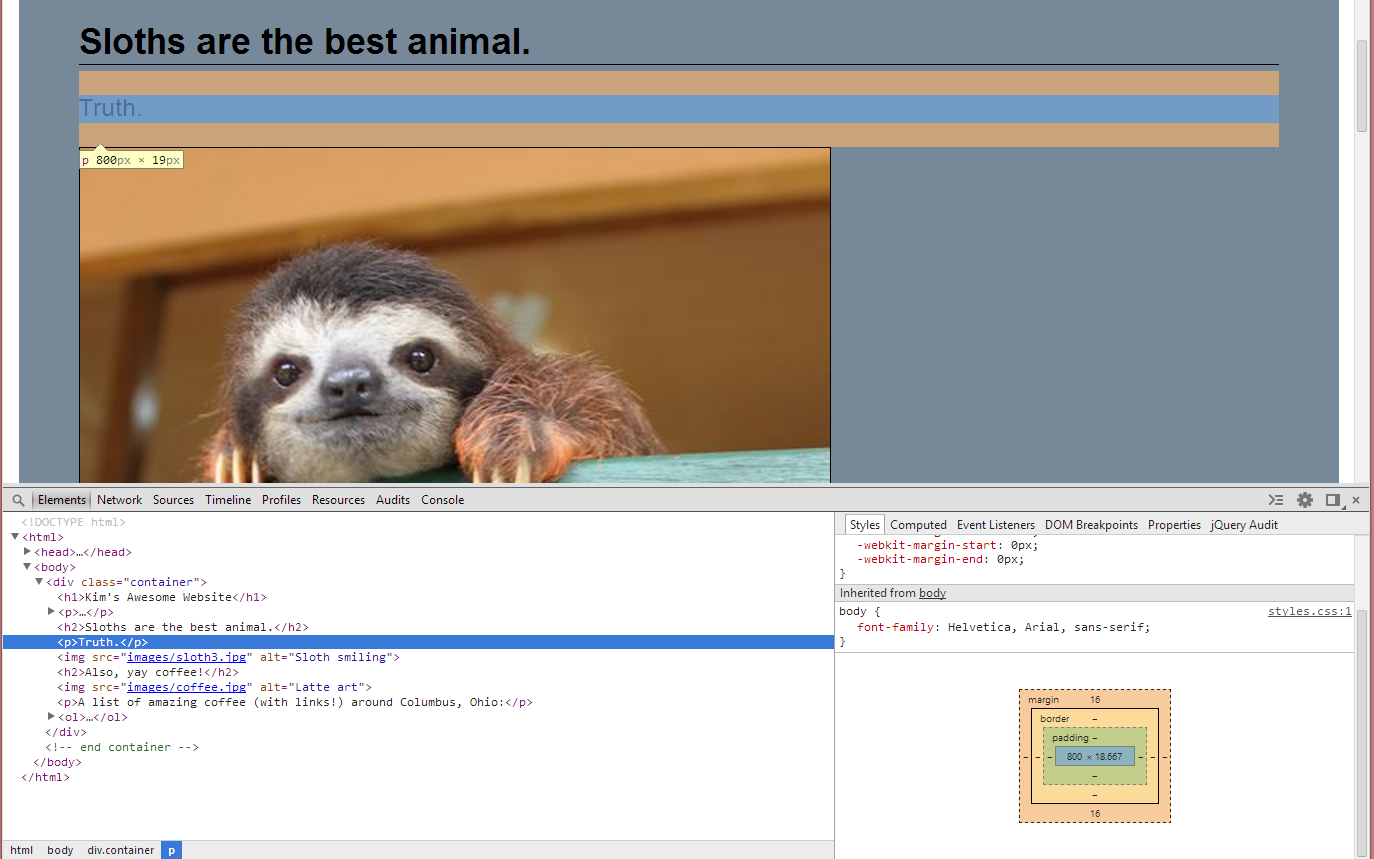 Sloths are the best animal.
Truth.
p 800px × 19px
Elements Network Sources Timeline Profiles Resources Audits Console
<!DOCTYPE html>
▼<html>
▶<head>…</head>
▼<body>
▼<div class="container">
<h1>Kim's Awesome Website</h1>
▶<p>…</p>
<h2>Sloths are the best animal.</h2>
<p>Truth.</p>
<img src="images/sloth3.jpg" alt="Sloth smiling">
<h2>Also, yay coffee!</h2>
<img src="images/coffee.jpg" alt="Latte art">
<p>A list of amazing coffee (with links!) around Columbus, Ohio:</p>
▶<ol>…</ol>
</div>
<!-- end container -->
</body>
</html>
html body div.container p
Styles Computed Event Listeners DOM Breakpoints Properties jQuery Audit
-webkit-margin-start: 0px;
-webkit-margin-end: 0px;
}
Inherited from body
body { styles.css:1
font-family: Helvetica, Arial, sans-serif;
}
margin 16
border –
padding –
– – – 800 × 18.667 – – –
–
–
16